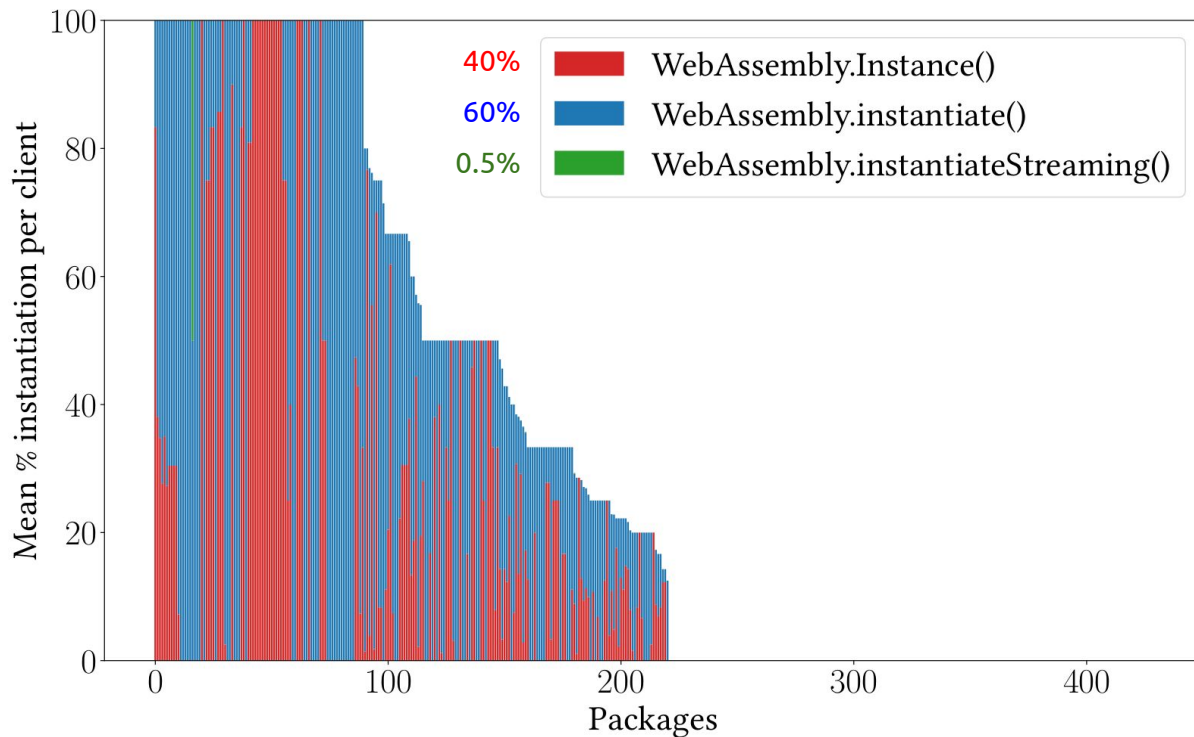 100
80
60
40
20
0
Mean % instantiation per client
40% WebAssembly.Instance()
60% WebAssembly.instantiate()
0.5% WebAssembly.instantiateStreaming()
0 100 200 300 400
Packages